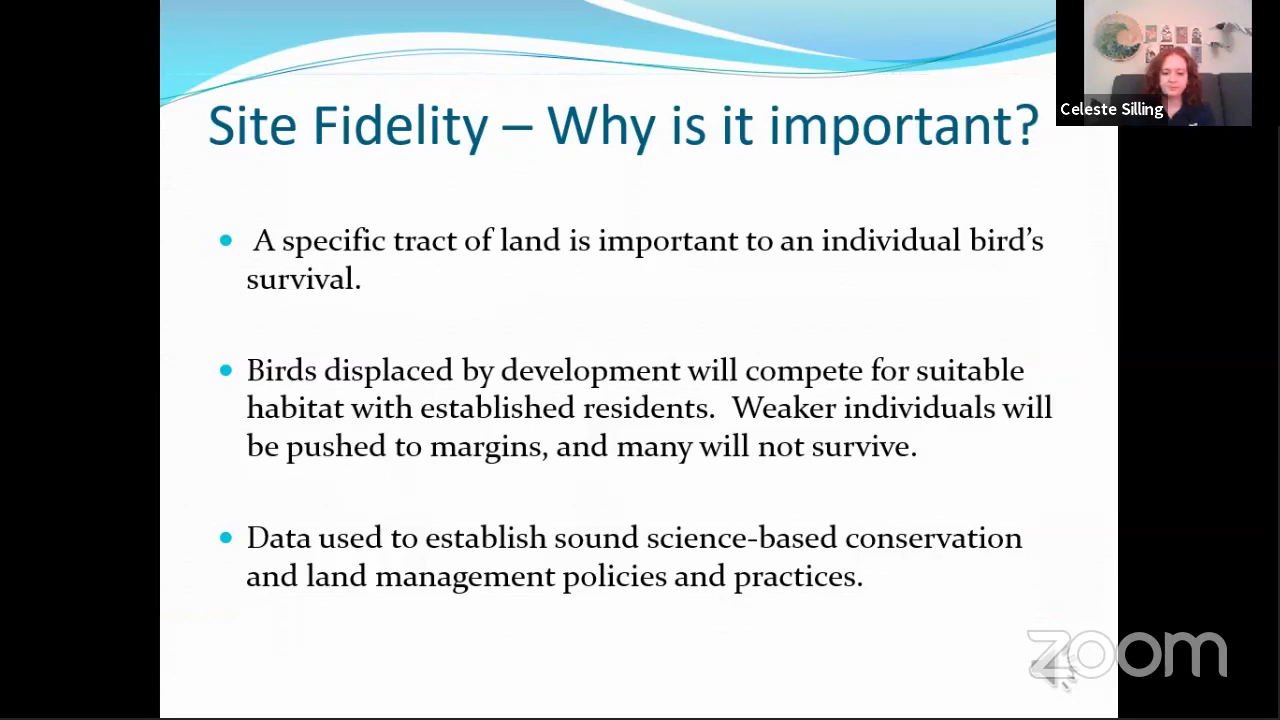 Site Fidelity – Why is it important?
Celeste Silling
A specific tract of land is important to an individual bird's
survival.
Birds displaced by development will compete for suitable
habitat with established residents.  Weaker individuals will
be pushed to margins, and many will not survive.
Data used to establish sound science-based conservation
and land management policies and practices.
zoom